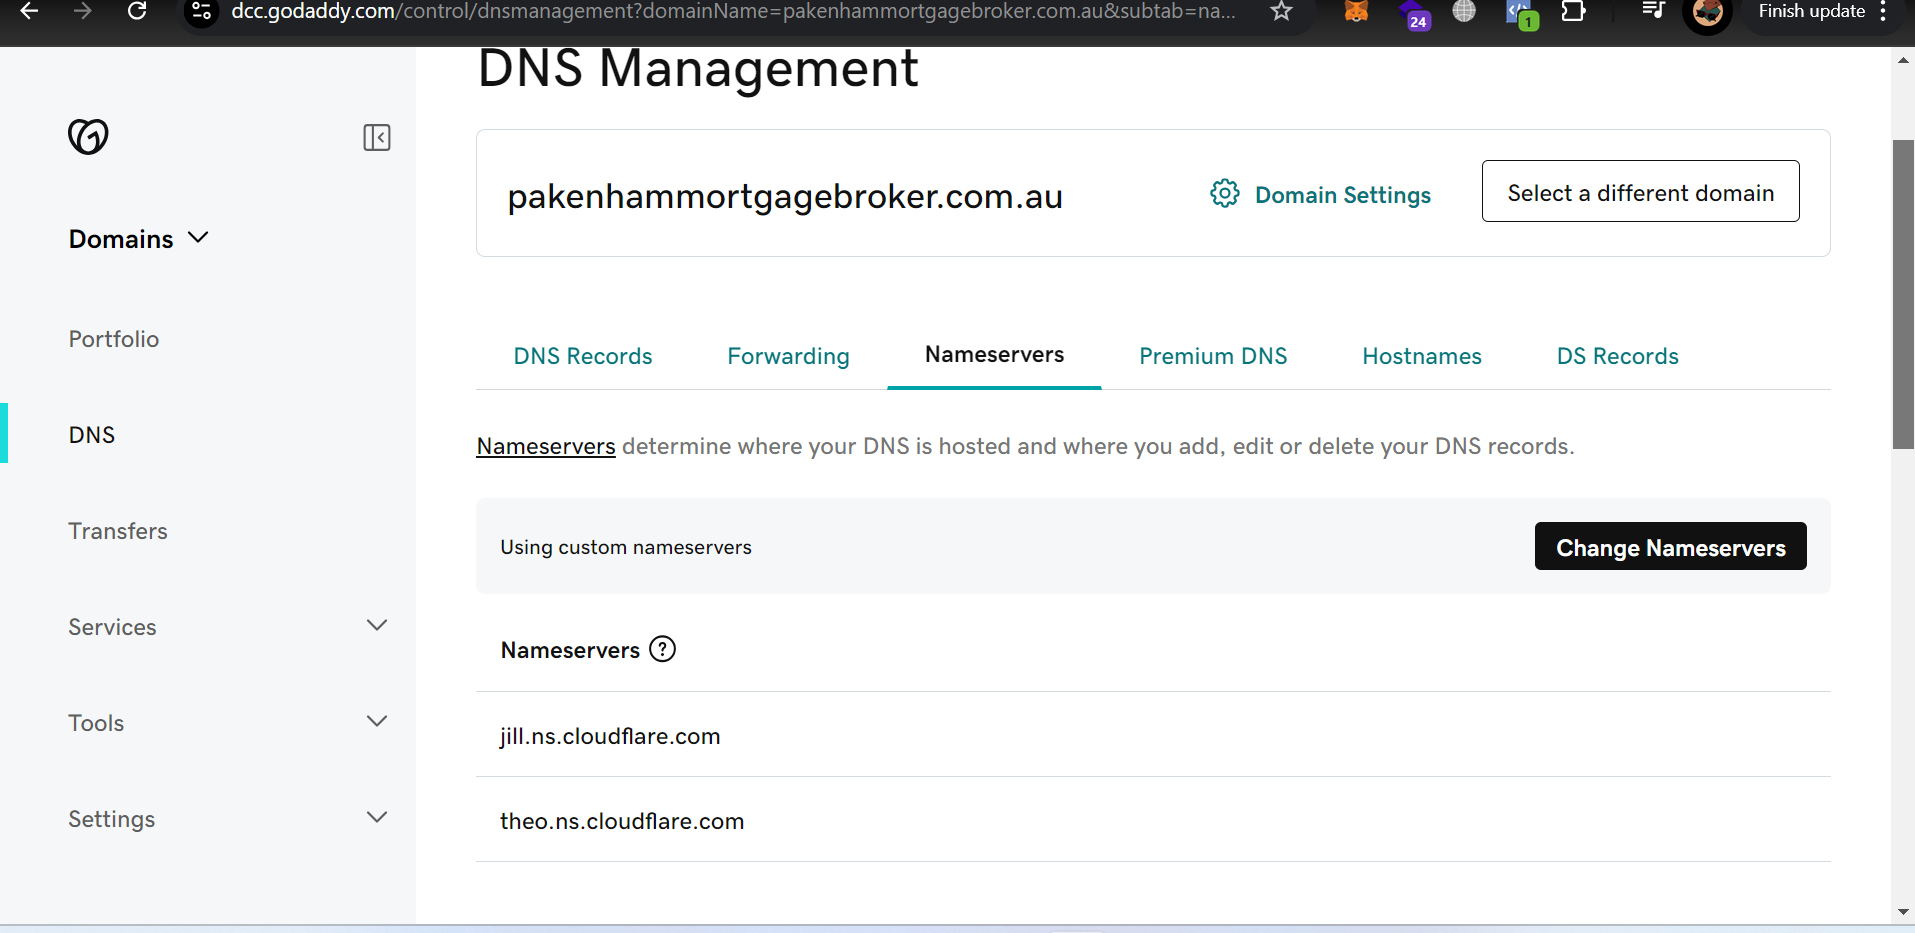 dcc.godaddy.com/control/dnsmanagement?domainName=pakenhammortgagebroker.com.au&subtab=na...
24
1
Finish update
DNS Management
pakenhammortgagebroker.com.au
Domain Settings
Select a different domain
Domains
Portfolio
DNS
Transfers
Services
Tools
Settings
DNS Records
Forwarding
Nameservers
Premium DNS
Hostnames
DS Records
Nameservers determine where your DNS is hosted and where you add, edit or delete your DNS records.
Using custom nameservers
Change Nameservers
Nameservers ?
jill.ns.cloudflare.com
theo.ns.cloudflare.com